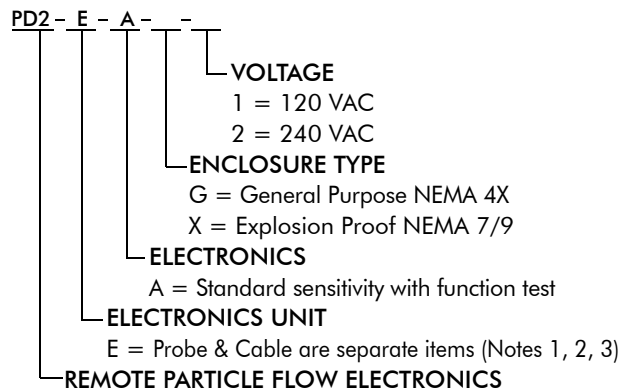 PD2 – E – A – __ – __
VOLTAGE
1 = 120 VAC
2 = 240 VAC
ENCLOSURE TYPE
G = General Purpose NEMA 4X
X = Explosion Proof NEMA 7/9
ELECTRONICS
A = Standard sensitivity with function test
ELECTRONICS UNIT
E = Probe & Cable are separate items (Notes 1, 2, 3)
REMOTE PARTICLE FLOW ELECTRONICS